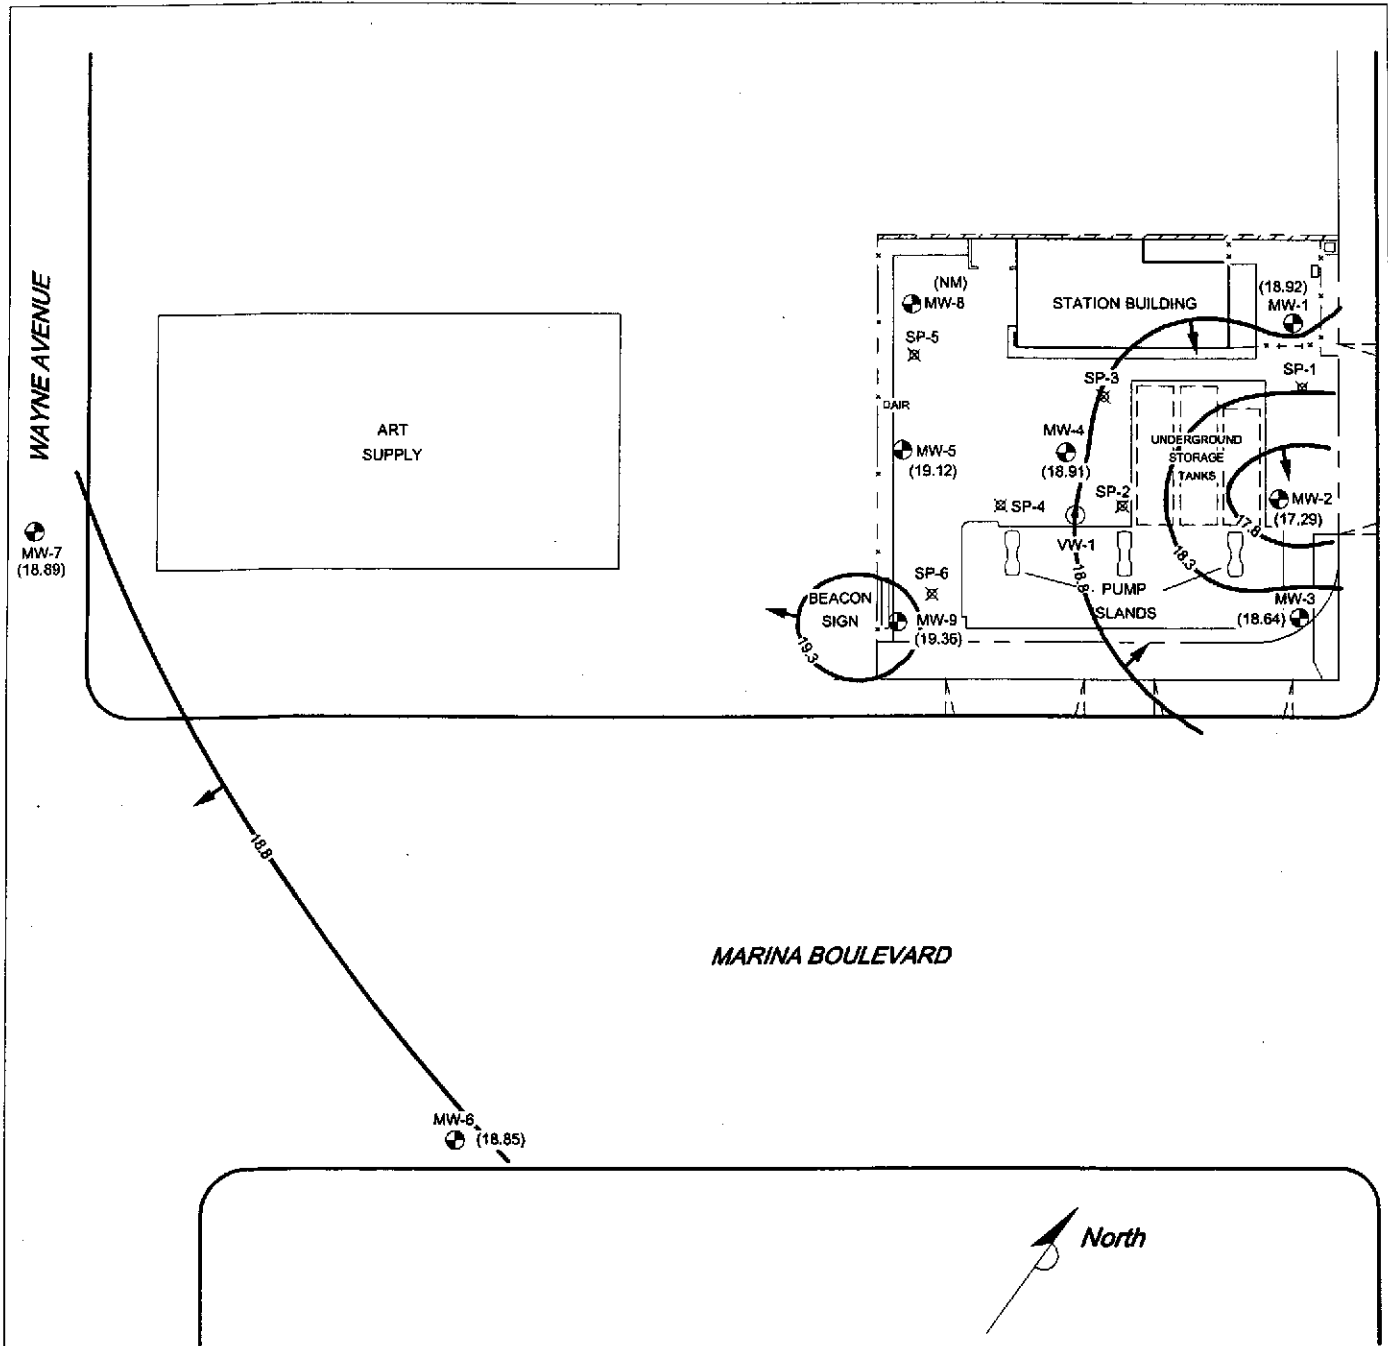 WAYNE AVENUE
ART
SUPPLY
(NM)
MW-8
SP-5
STATION BUILDING
(18.92)
MW-1
SP-1
SP-3
AIR
MW-5
(19.12)
MW-4
(18.91)
UNDERGROUND
STORAGE
TANKS
SP-4
SP-2
MW-2
(17.29)
17.8
18.3
VW-1
18.8
MW-7
(18.89)
SP-6
BEACON
SIGN
19.3
MW-9
(19.36)
PUMP
ISLANDS
MW-3
(18.64)
18.8
MARINA BOULEVARD
MW-6
(18.85)
North